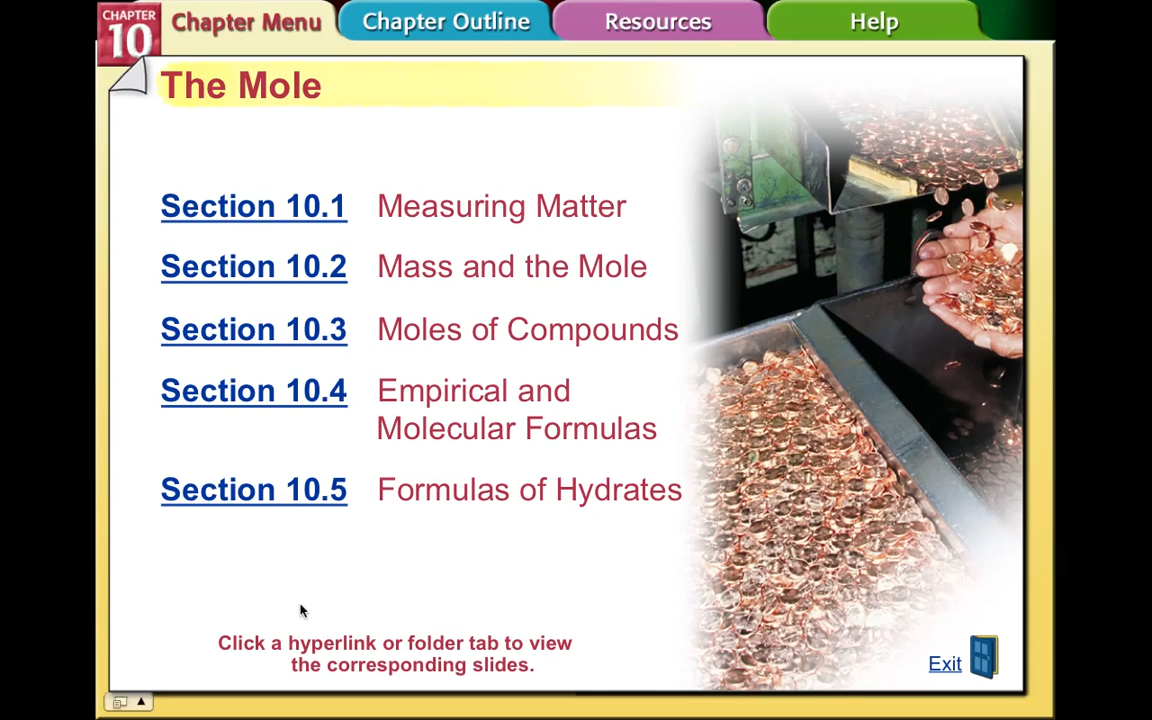 CHAPTER
10
Chapter Menu
Chapter Outline
Resources
Help
The Mole
Section 10.1 Measuring Matter
Section 10.2 Mass and the Mole
Section 10.3 Moles of Compounds
Section 10.4 Empirical and
Molecular Formulas
Section 10.5 Formulas of Hydrates
Click a hyperlink or folder tab to view
the corresponding slides.
Exit